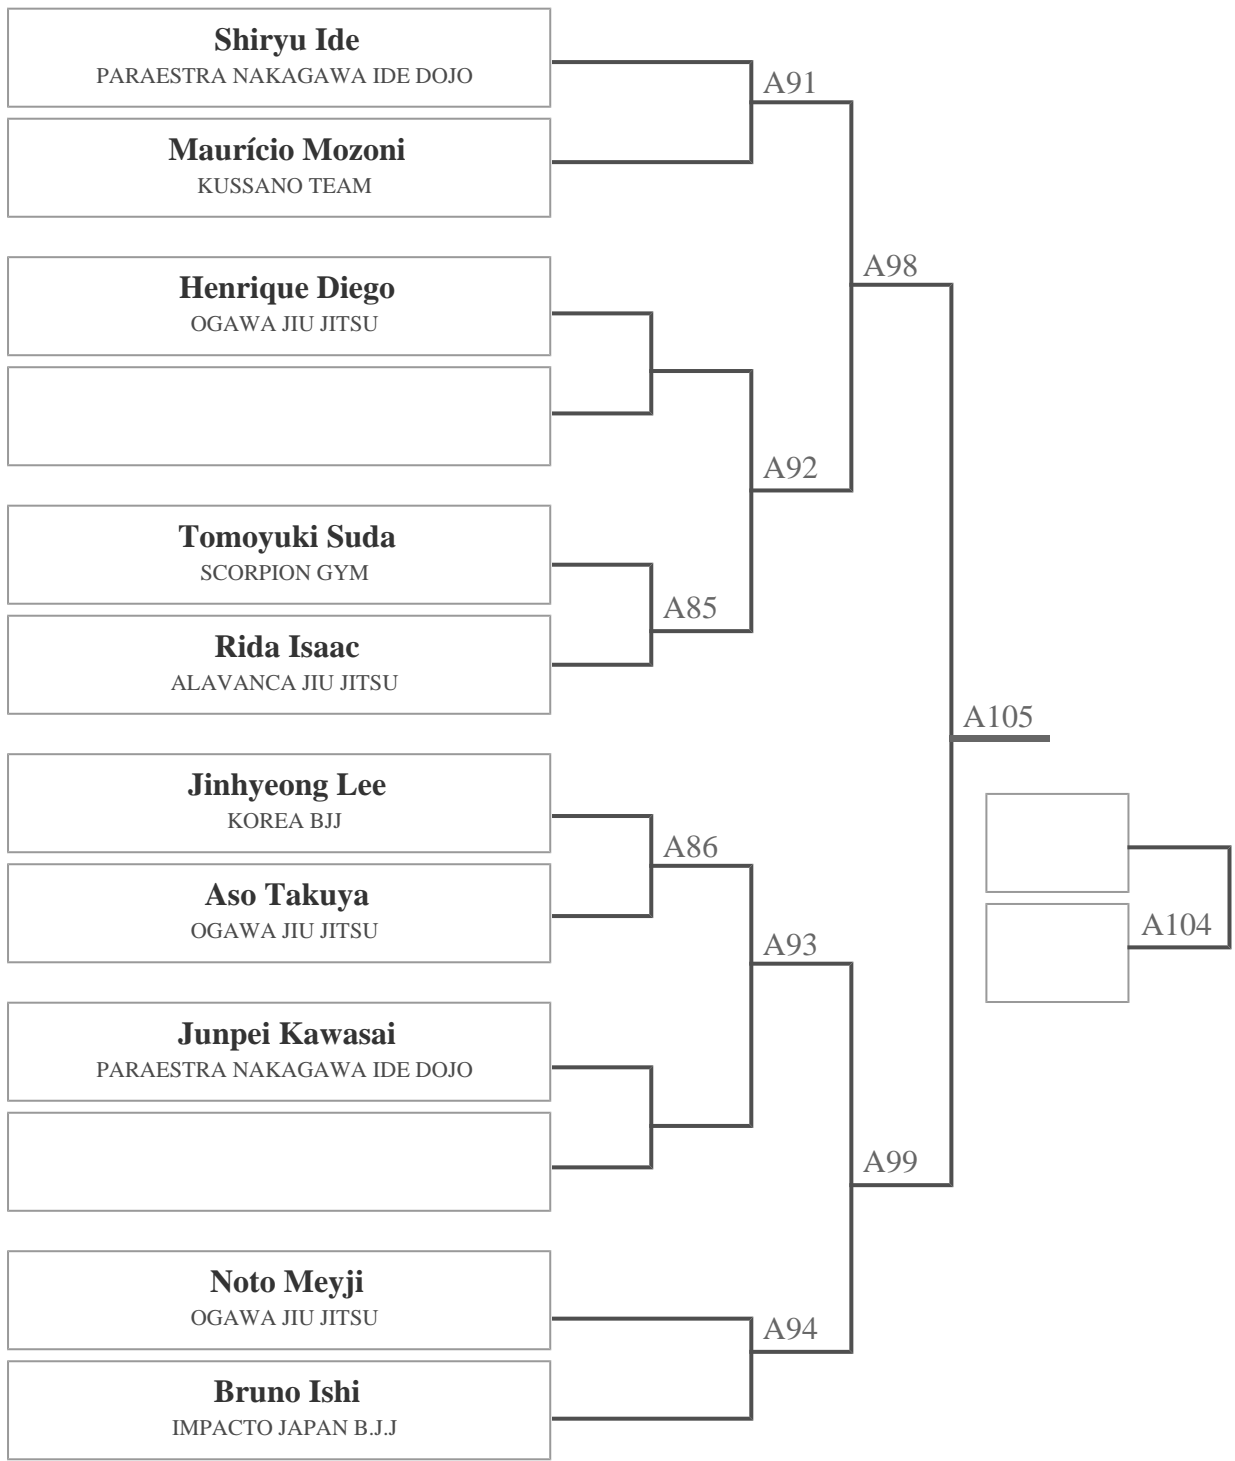 Shiryu Ide
PARAESTRA NAKAGAWA IDE DOJO
A91
Maurício Mozoni
KUSSANO TEAM
A98
Henrique Diego
OGAWA JIU JITSU
A92
Tomoyuki Suda
SCORPION GYM
A85
Rida Isaac
ALAVANCA JIU JITSU
A105
Jinhyeong Lee
KOREA BJJ
A86
Aso Takuya
OGAWA JIU JITSU
A104
A93
Junpei Kawasai
PARAESTRA NAKAGAWA IDE DOJO
A99
Noto Meyji
OGAWA JIU JITSU
A94
Bruno Ishi
IMPACTO JAPAN B.J.J